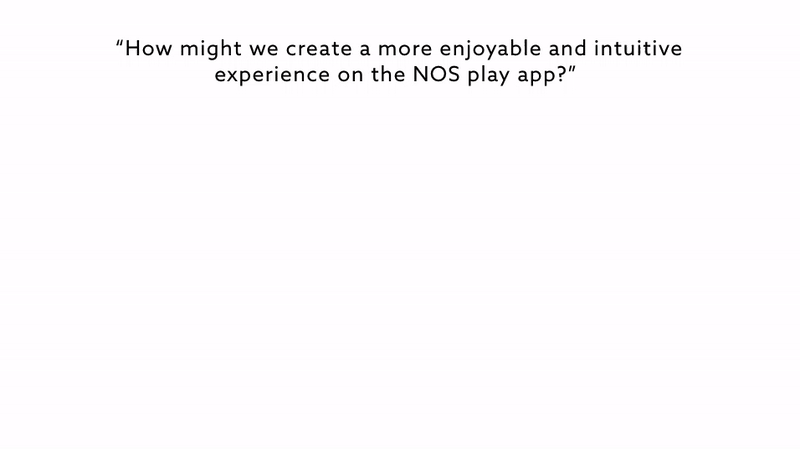 “How might we create a more enjoyable and intuitive
experience on the NOS play app?”